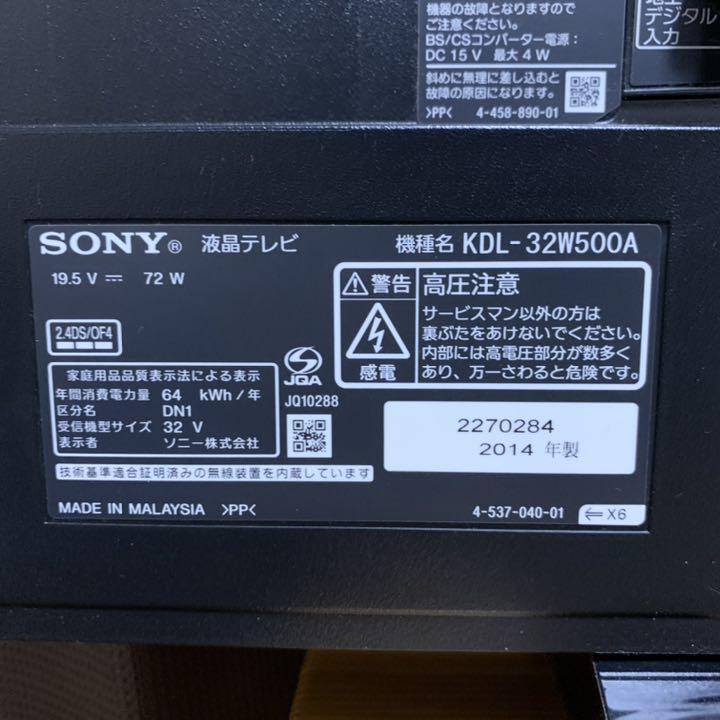 機器の故障となりますので
ご注意ください。
BS/CSコンバーター電源：
DC 15 V 最大 4 W
斜めに無理に差し込むと
故障の原因になります。
>PP< 4-458-890-01
デジタル
入力
SONY® 液晶テレビ 機種名 KDL-32W500A
19.5 V ⎓ 72 W
2.4DS/OF4
⚠警告 高圧注意
サービスマン以外の方は
裏ぶたをあけないでください。
内部には高電圧部分が数多く
あり、万一さわると危険です。
感電
家庭用品品質表示法による表示
年間消費電力量 64 kWh/年
区分名 DN1
受信機型サイズ 32 V
表示者 ソニー株式会社
JQA
JQ10288
2270284
2014 年製
技術基準適合証明済みの無線装置を内蔵しています
MADE IN MALAYSIA >PP<
4-537-040-01
⇐ X6